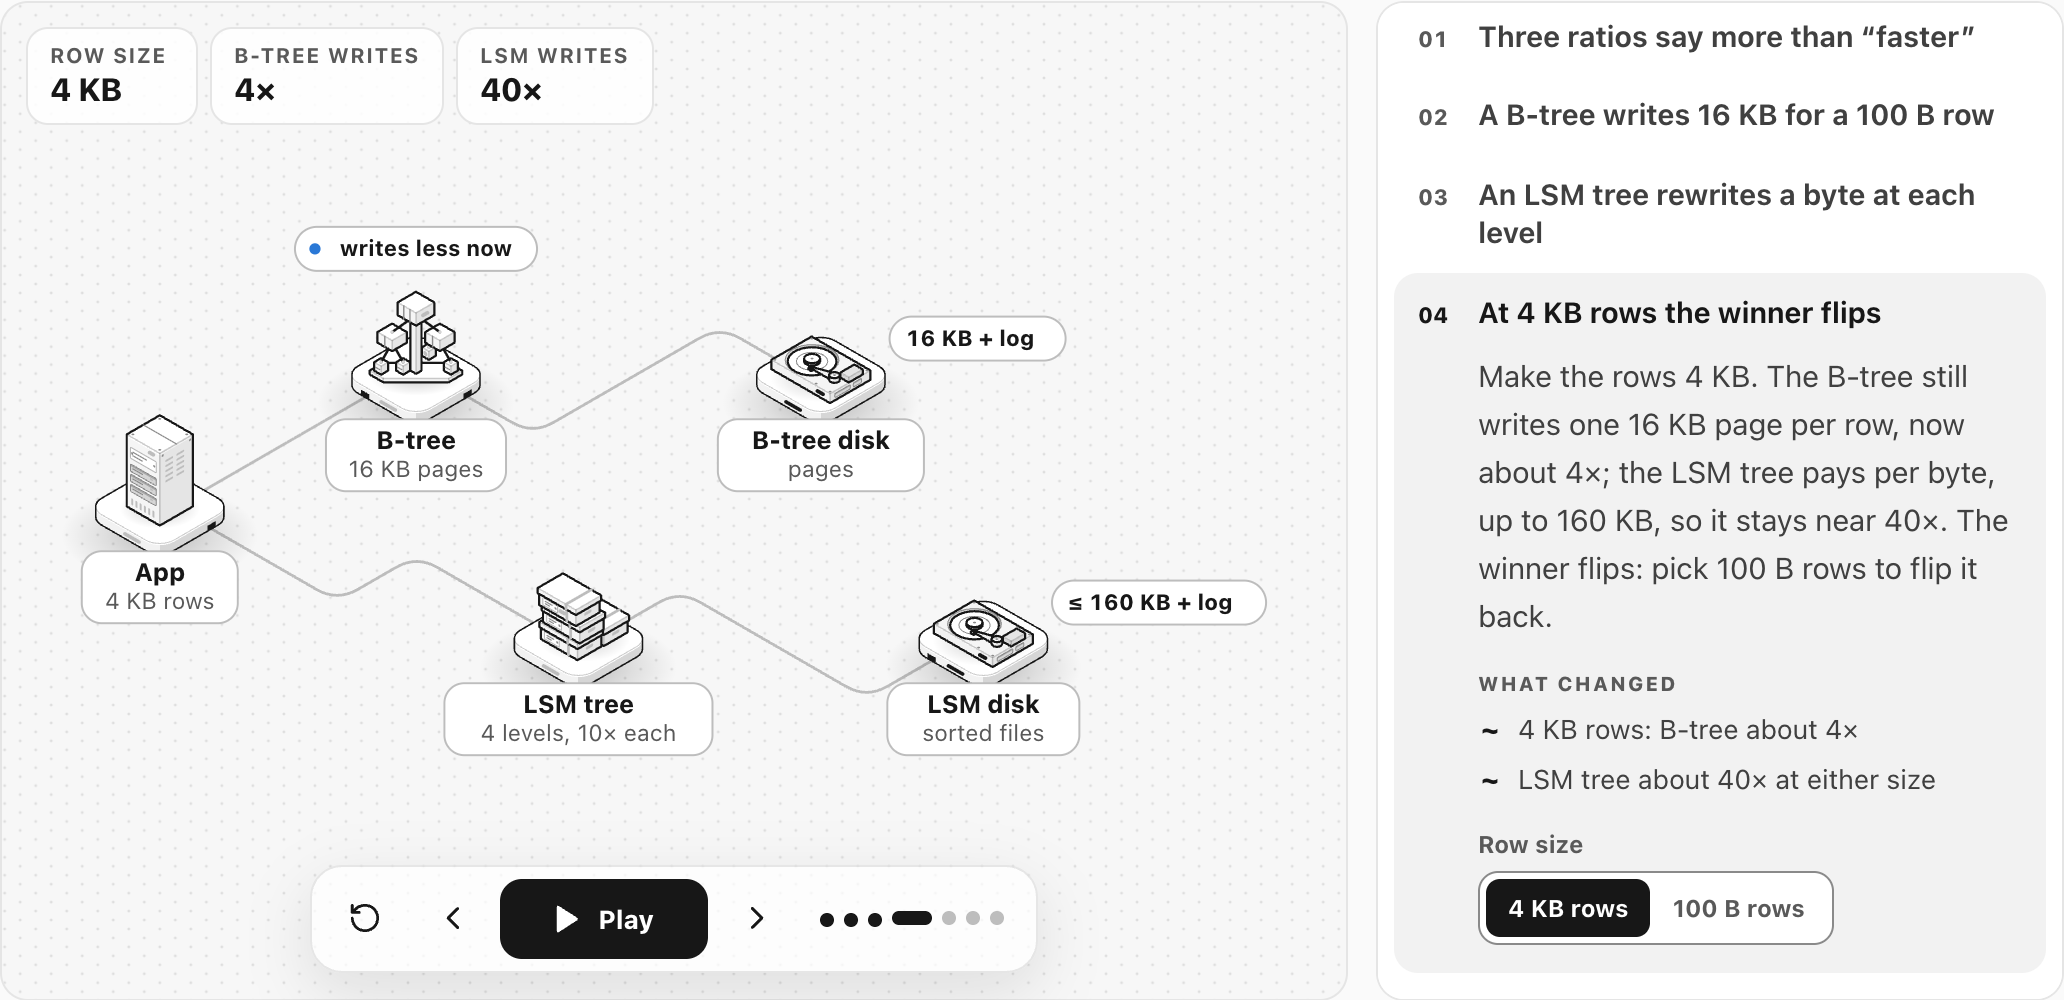 ROW SIZE
4 KB
B-TREE WRITES
4×
LSM WRITES
40×
writes less now
16 KB + log
B-tree
16 KB pages
B-tree disk
pages
App
4 KB rows
≤ 160 KB + log
LSM tree
4 levels, 10× each
LSM disk
sorted files
Play
01 Three ratios say more than “faster”
02 A B-tree writes 16 KB for a 100 B row
03 An LSM tree rewrites a byte at each
level
04 At 4 KB rows the winner flips
Make the rows 4 KB. The B-tree still
writes one 16 KB page per row, now
about 4×; the LSM tree pays per byte,
up to 160 KB, so it stays near 40×. The
winner flips: pick 100 B rows to flip it
back.
WHAT CHANGED
~ 4 KB rows: B-tree about 4×
~ LSM tree about 40× at either size
Row size
4 KB rows 100 B rows